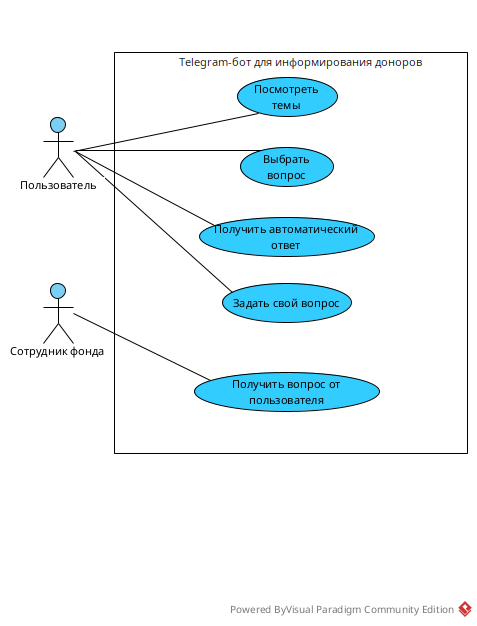 Telegram-бот для информирования доноров
Посмотреть
темы
Пользователь
Выбрать
вопрос
Получить автоматический
ответ
Задать свой вопрос
Сотрудник фонда
Получить вопрос от
пользователя
Powered ByVisual Paradigm Community Edition